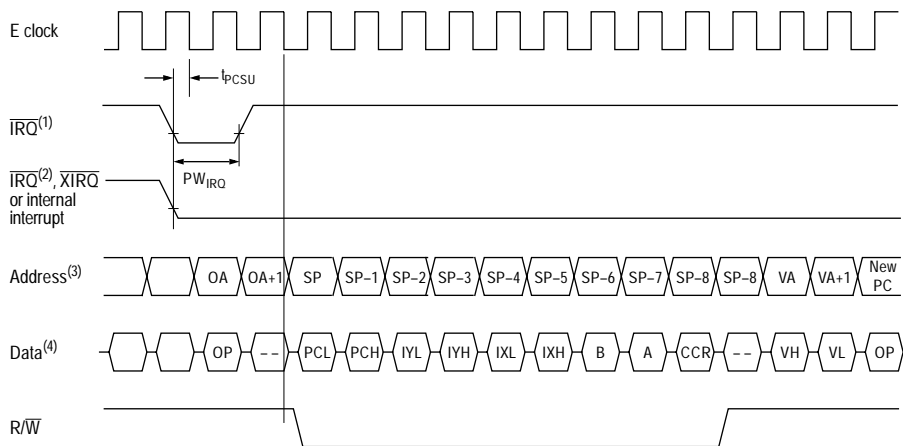 E clock
tPCSU
IRQ(1)
PWIRQ
IRQ(2), XIRQ
or internal
interrupt
Address(3) OA OA+1 SP SP–1 SP–2 SP–3 SP–4 SP–5 SP–6 SP–7 SP–8 SP–8 VA VA+1 New PC
Data(4) OP – – PCL PCH IYL IYH IXL IXH B A CCR – – VH VL OP
R/W